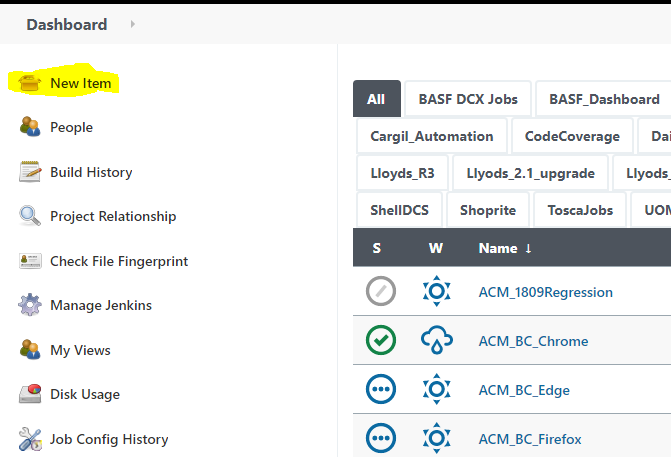 Dashboard
New Item
People
Build History
Project Relationship
Check File Fingerprint
Manage Jenkins
My Views
Disk Usage
Job Config History
All BASF DCX Jobs BASF_Dashboard
Cargil_Automation CodeCoverage Dai
Lloyds_R3 Llyods_2.1_upgrade Llyods_
ShellDCS Shoprite ToscaJobs UOM
S W Name ↓
ACM_1809Regression
ACM_BC_Chrome
ACM_BC_Edge
ACM_BC_Firefox